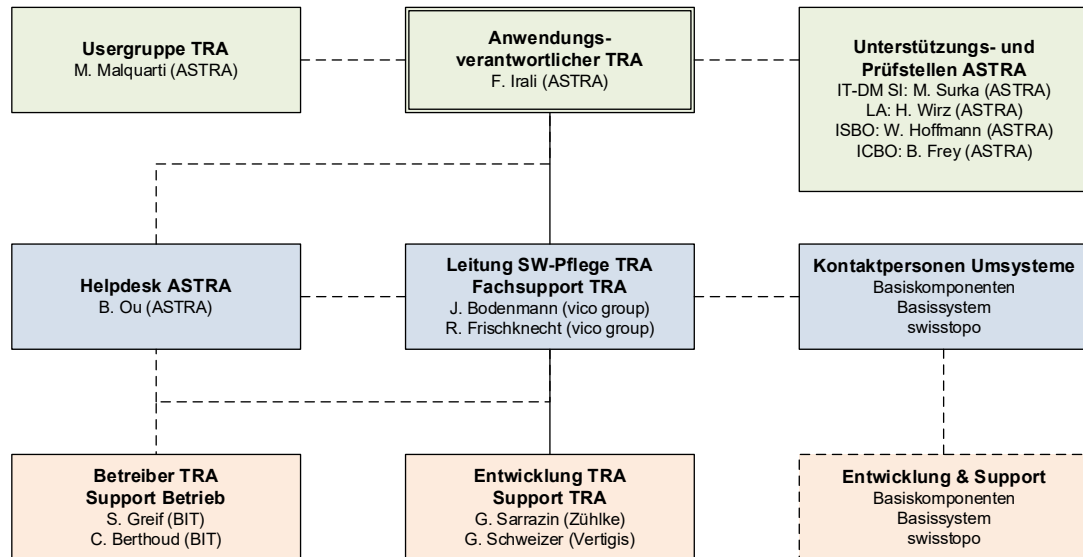 Usergruppe TRA
M. Malquarti (ASTRA)
Anwendungs-
verantwortlicher TRA
F. Irali (ASTRA)
Unterstützungs- und
Prüfstellen ASTRA
IT-DM SI: M. Surka (ASTRA)
LA: H. Wirz (ASTRA)
ISBO: W. Hoffmann (ASTRA)
ICBO: B. Frey (ASTRA)
Helpdesk ASTRA
B. Ou (ASTRA)
Leitung SW-Pflege TRA
Fachsupport TRA
J. Bodenmann (vico group)
R. Frischknecht (vico group)
Kontaktpersonen Umsysteme
Basiskomponenten
Basissystem
swisstopo
Betreiber TRA
Support Betrieb
S. Greif (BIT)
C. Berthoud (BIT)
Entwicklung TRA
Support TRA
G. Sarrazin (Zühlke)
G. Schweizer (Vertigis)
Entwicklung & Support
Basiskomponenten
Basissystem
swisstopo